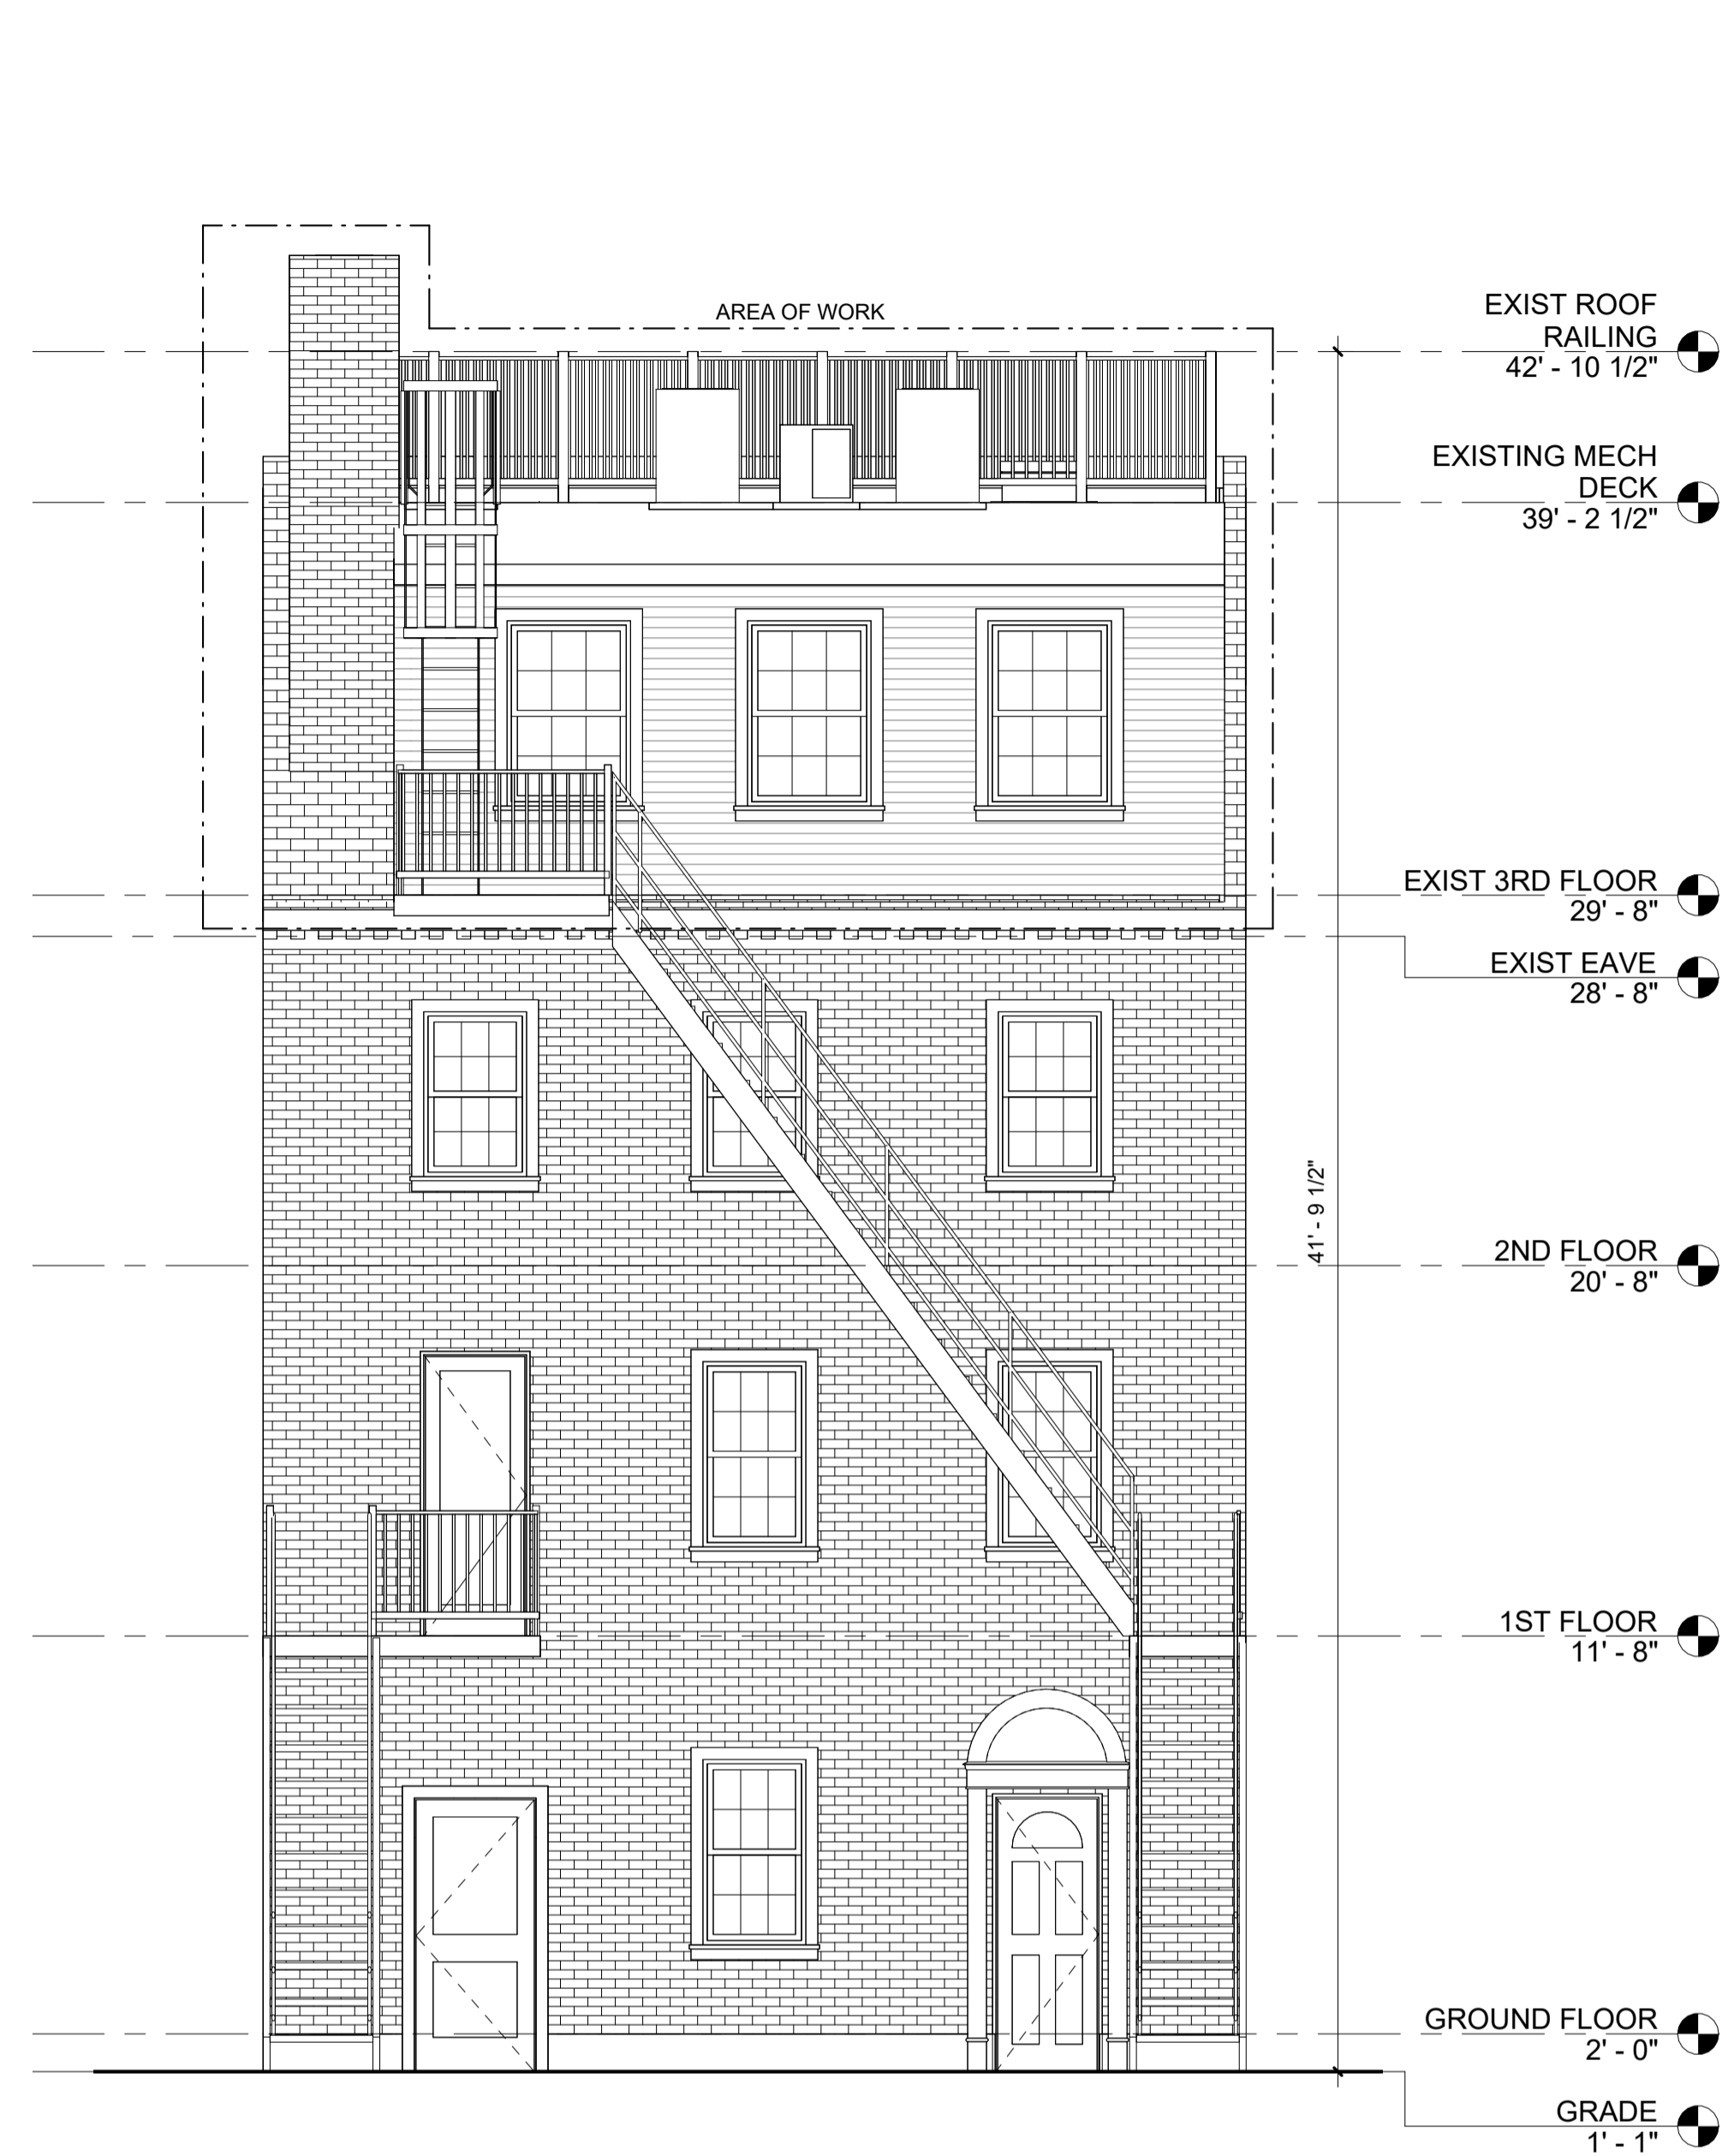 AREA OF WORK
EXIST ROOF
RAILING
42' - 10 1/2"
EXISTING MECH
DECK
39' - 2 1/2"
EXIST 3RD FLOOR
29' - 8"
EXIST EAVE
28' - 8"
41' - 9 1/2"
2ND FLOOR
20' - 8"
1ST FLOOR
11' - 8"
GROUND FLOOR
2' - 0"
GRADE
1' - 1"